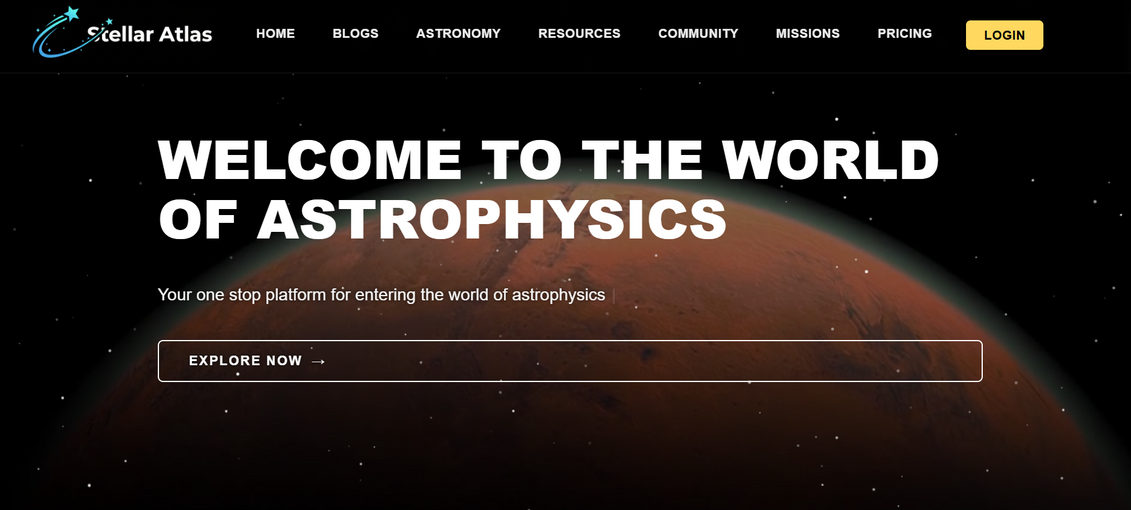 Stellar Atlas
HOME BLOGS ASTRONOMY RESOURCES COMMUNITY MISSIONS PRICING LOGIN
WELCOME TO THE WORLD
OF ASTROPHYSICS
Your one stop platform for entering the world of astrophysics
EXPLORE NOW →